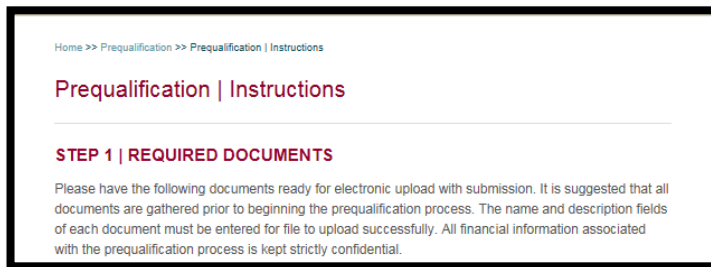 Home >> Prequalification >> Prequalification | Instructions
Prequalification | Instructions
STEP 1 | REQUIRED DOCUMENTS
Please have the following documents ready for electronic upload with submission. It is suggested that all
documents are gathered prior to beginning the prequalification process. The name and description fields
of each document must be entered for file to upload successfully. All financial information associated
with the prequalification process is kept strictly confidential.